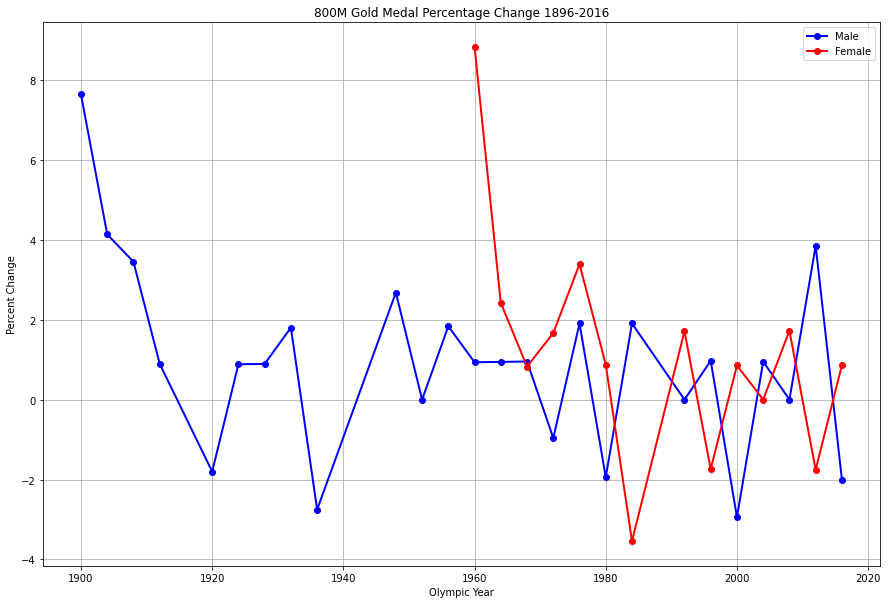 800M Gold Medal Percentage Change 1896-2016
Male
Female
8
6
4
2
0
−2
−4
Percent Change
1900
1920
1940
1960
1980
2000
2020
Olympic Year